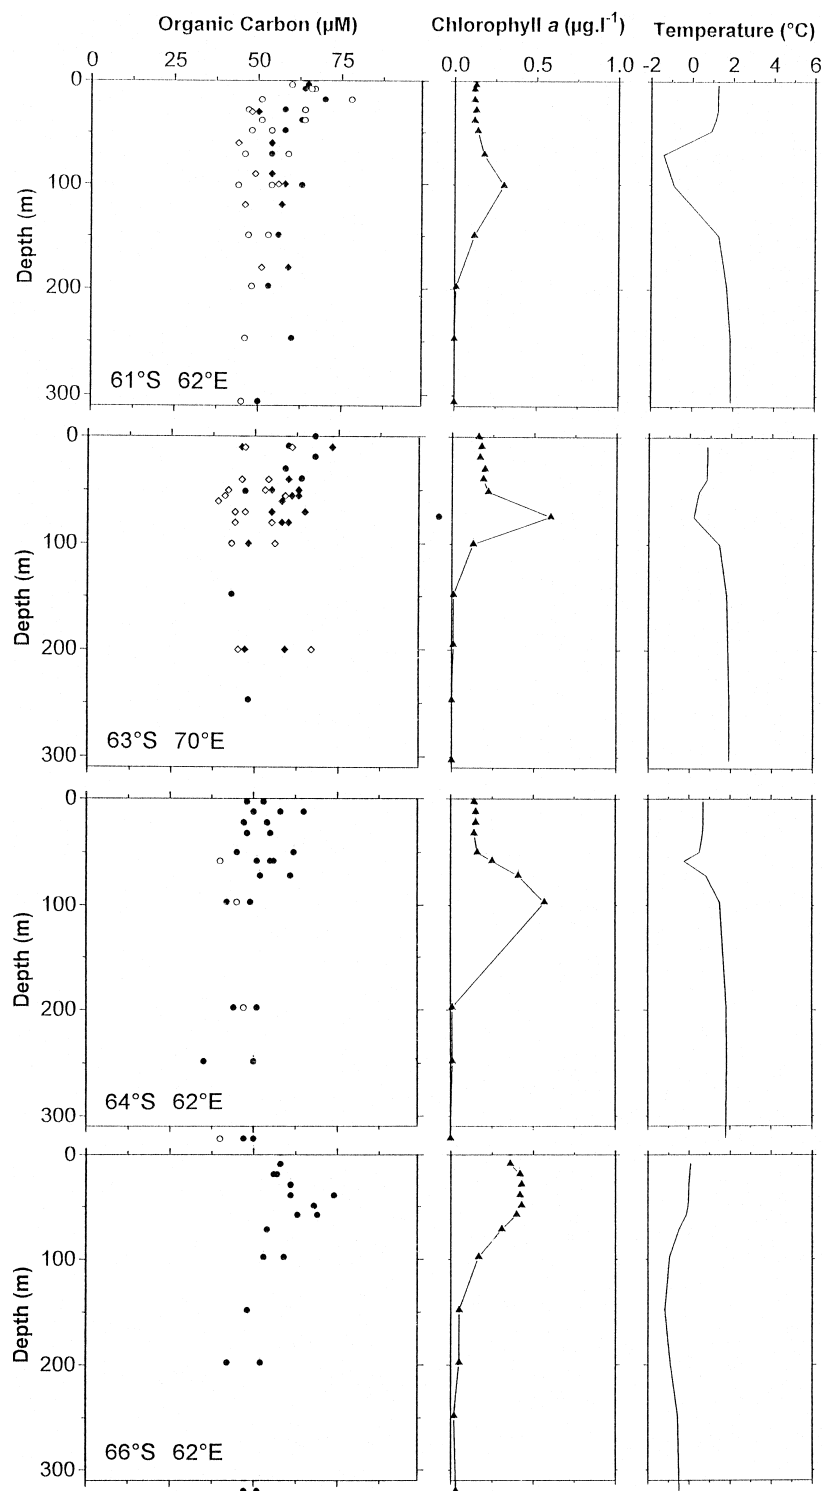 Organic Carbon (µM) Chlorophyll a (µg.l-1) Temperature (°C)
0 25 50 75 0.0 0.5 1.0 -2 0 2 4 6
0
100
200
300
Depth (m)
61°S 62°E
0
100
200
300
Depth (m)
63°S 70°E
0
100
200
300
Depth (m)
64°S 62°E
0
100
200
300
Depth (m)
66°S 62°E